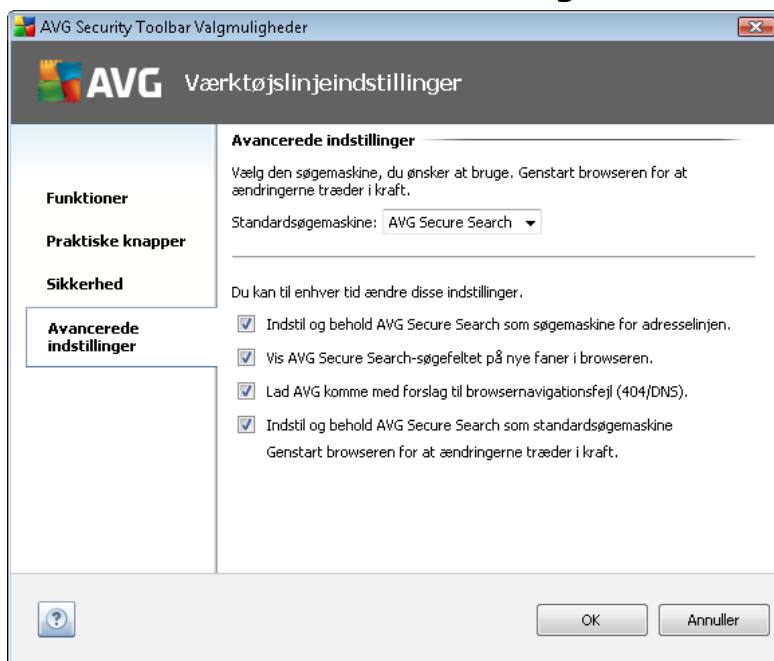 AVG Security Toolbar Valgmuligheder
AVG Værktøjslinjeindstillinger
Funktioner
Praktiske knapper
Sikkerhed
Avancerede
indstillinger
Avancerede indstillinger
Vælg den søgemaskine, du ønsker at bruge. Genstart browseren for at
ændringerne træder i kraft.
Standardsøgemaskine: AVG Secure Search
Du kan til enhver tid ændre disse indstillinger.
Indstil og behold AVG Secure Search som søgemaskine for adresselinjen.
Vis AVG Secure Search-søgefeltet på nye faner i browseren.
Lad AVG komme med forslag til browsernavigationsfejl (404/DNS).
Indstil og behold AVG Secure Search som standardsøgemaskine
Genstart browseren for at ændringerne træder i kraft.
?
OK
Annuller